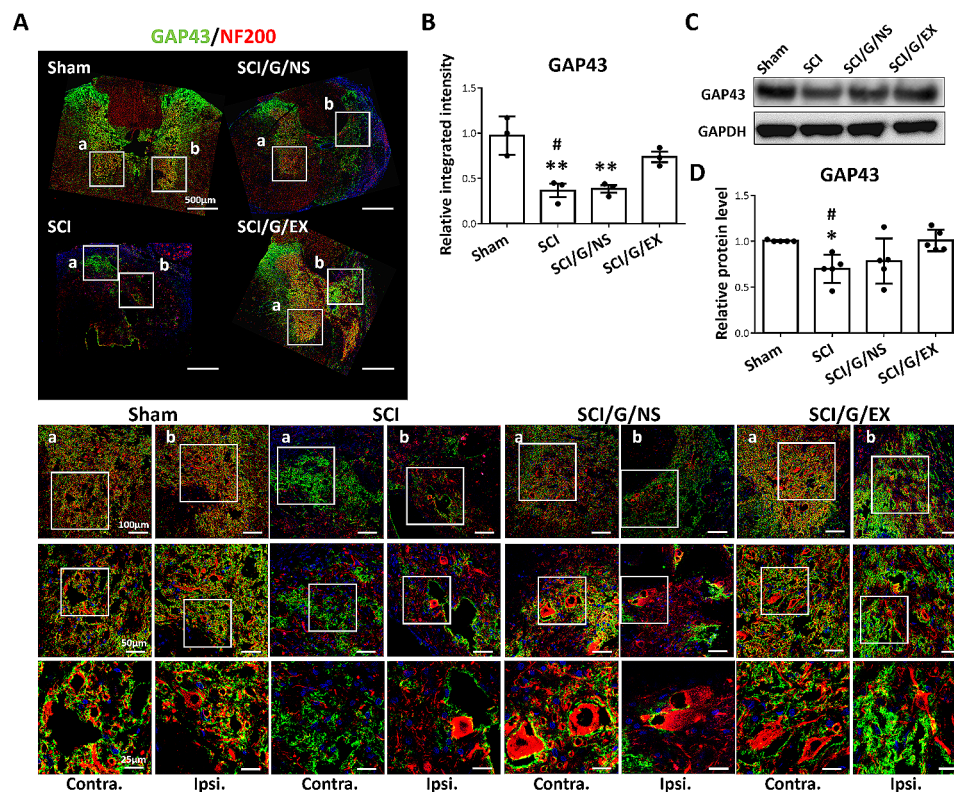 A
GAP43/NF200
Sham
SCI/G/NS
a
b
a
b
500μm
SCI
SCI/G/EX
a
b
a
b
B
GAP43
Relative integrated intensity
1.5
1.0
0.5
0.0
#
**
**
Sham
SCI
SCI/G/NS
SCI/G/EX
C
Sham
SCI
SCI/G/NS
SCI/G/EX
GAP43
GAPDH
D
GAP43
Relative protein level
1.5
1.0
0.5
0.0
#
*
Sham
SCI
SCI/G/NS
SCI/G/EX
Sham SCI SCI/G/NS SCI/G/EX
a b a b a b a b
100μm
50μm
25μm
Contra. Ipsi. Contra. Ipsi. Contra. Ipsi. Contra. Ipsi.